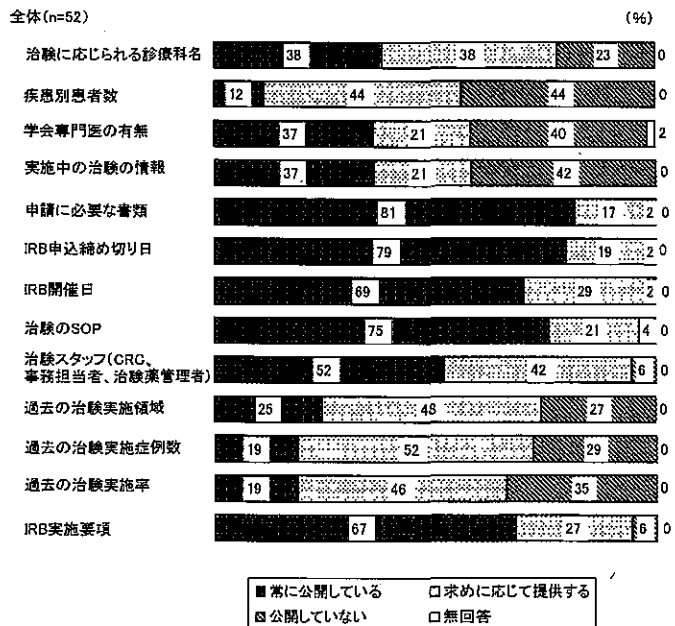 全体(n=52) (%)
治験に応じられる診療科名 38 38 23 0
疾患別患者数 12 44 44 0
学会専門医の有無 37 21 40 2
実施中の治験の情報 37 21 42 0
申請に必要な書類 81 17 2 0
IRB申込締め切り日 79 19 2 0
IRB開催日 69 29 2 0
治験のSOP 75 21 4 0
治験スタッフ(CRC、
事務担当者、治験薬管理者) 52 42 6 0
過去の治験実施領域 25 48 27 0
過去の治験実施症例数 19 52 29 0
過去の治験実施率 19 46 35 0
IRB実施要項 67 27 6 0
常に公開している 求めに応じて提供する
公開していない 無回答